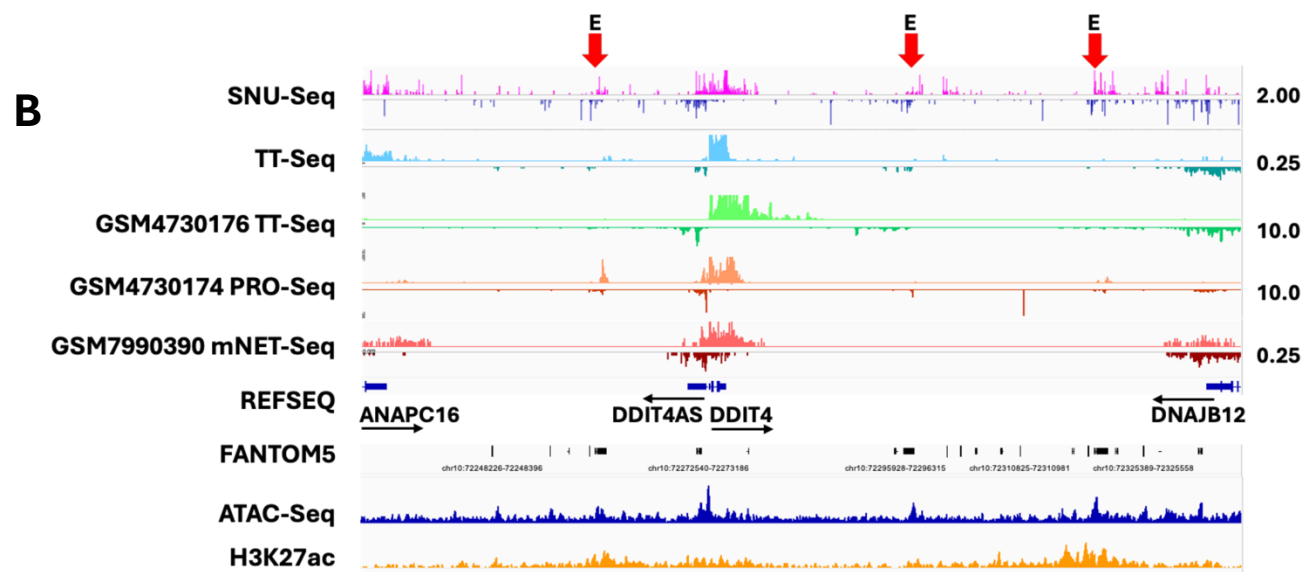 B
E E E
SNU-Seq 2.00
TT-Seq 0.25
GSM4730176 TT-Seq 10.0
GSM4730174 PRO-Seq 10.0
GSM7990390 mNET-Seq 0.25
REFSEQ
ANAPC16 DDIT4AS DDIT4 DNAJB12
FANTOM5
chr10:72248226-72248396 chr10:72272540-72273186 chr10:72295928-72296315 chr10:72310825-72310981 chr10:72325389-72325558
ATAC-Seq
H3K27ac